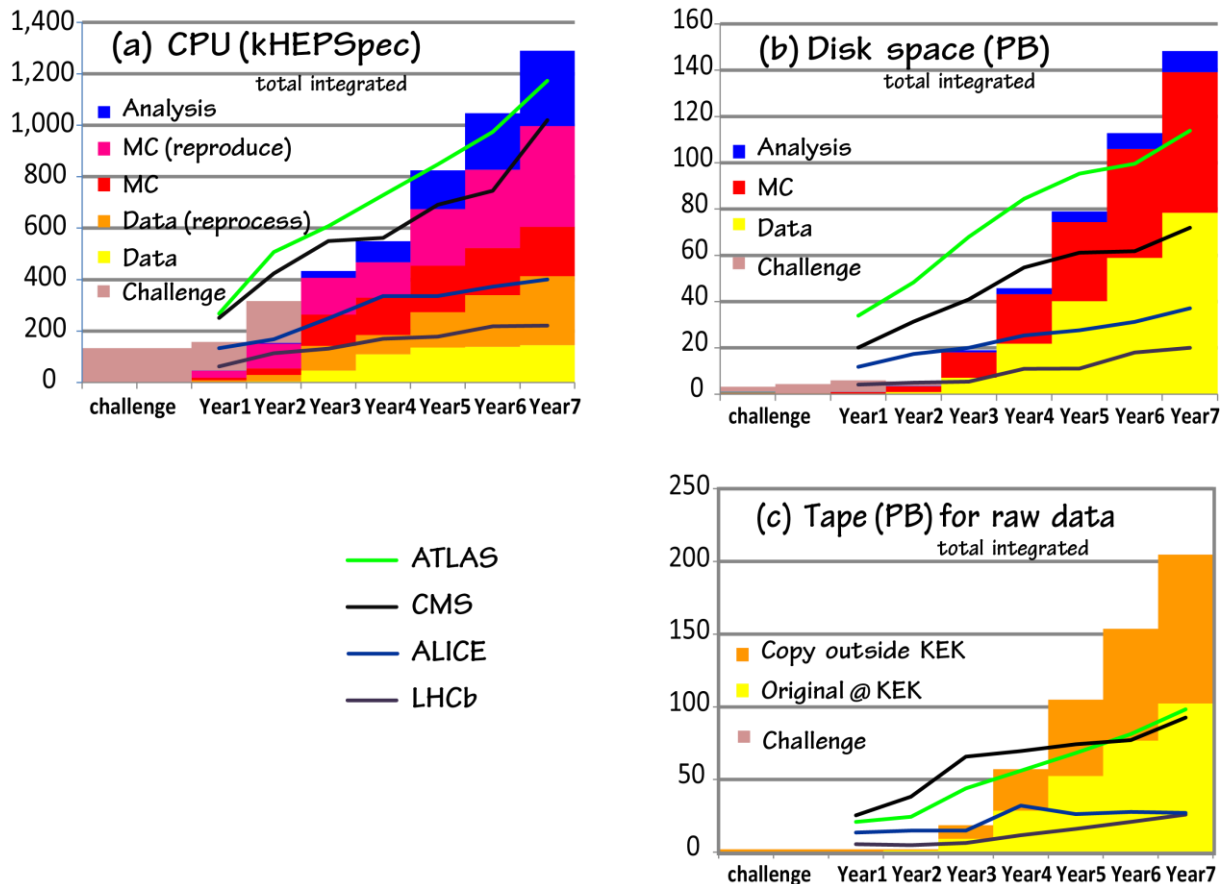 (a) CPU (kHEPSpec)
total integrated
1,400
1,200
1,000
800
600
400
200
0
Analysis
MC (reproduce)
MC
Data (reprocess)
Data
Challenge
challenge Year1 Year2 Year3 Year4 Year5 Year6 Year7
(b) Disk space (PB)
total integrated
160
140
120
100
80
60
40
20
0
Analysis
MC
Data
Challenge
challenge Year1 Year2 Year3 Year4 Year5 Year6 Year7
ATLAS
CMS
ALICE
LHCb
(c) Tape (PB) for raw data
total integrated
250
200
150
100
50
0
Copy outside KEK
Original @ KEK
Challenge
challenge Year1 Year2 Year3 Year4 Year5 Year6 Year7